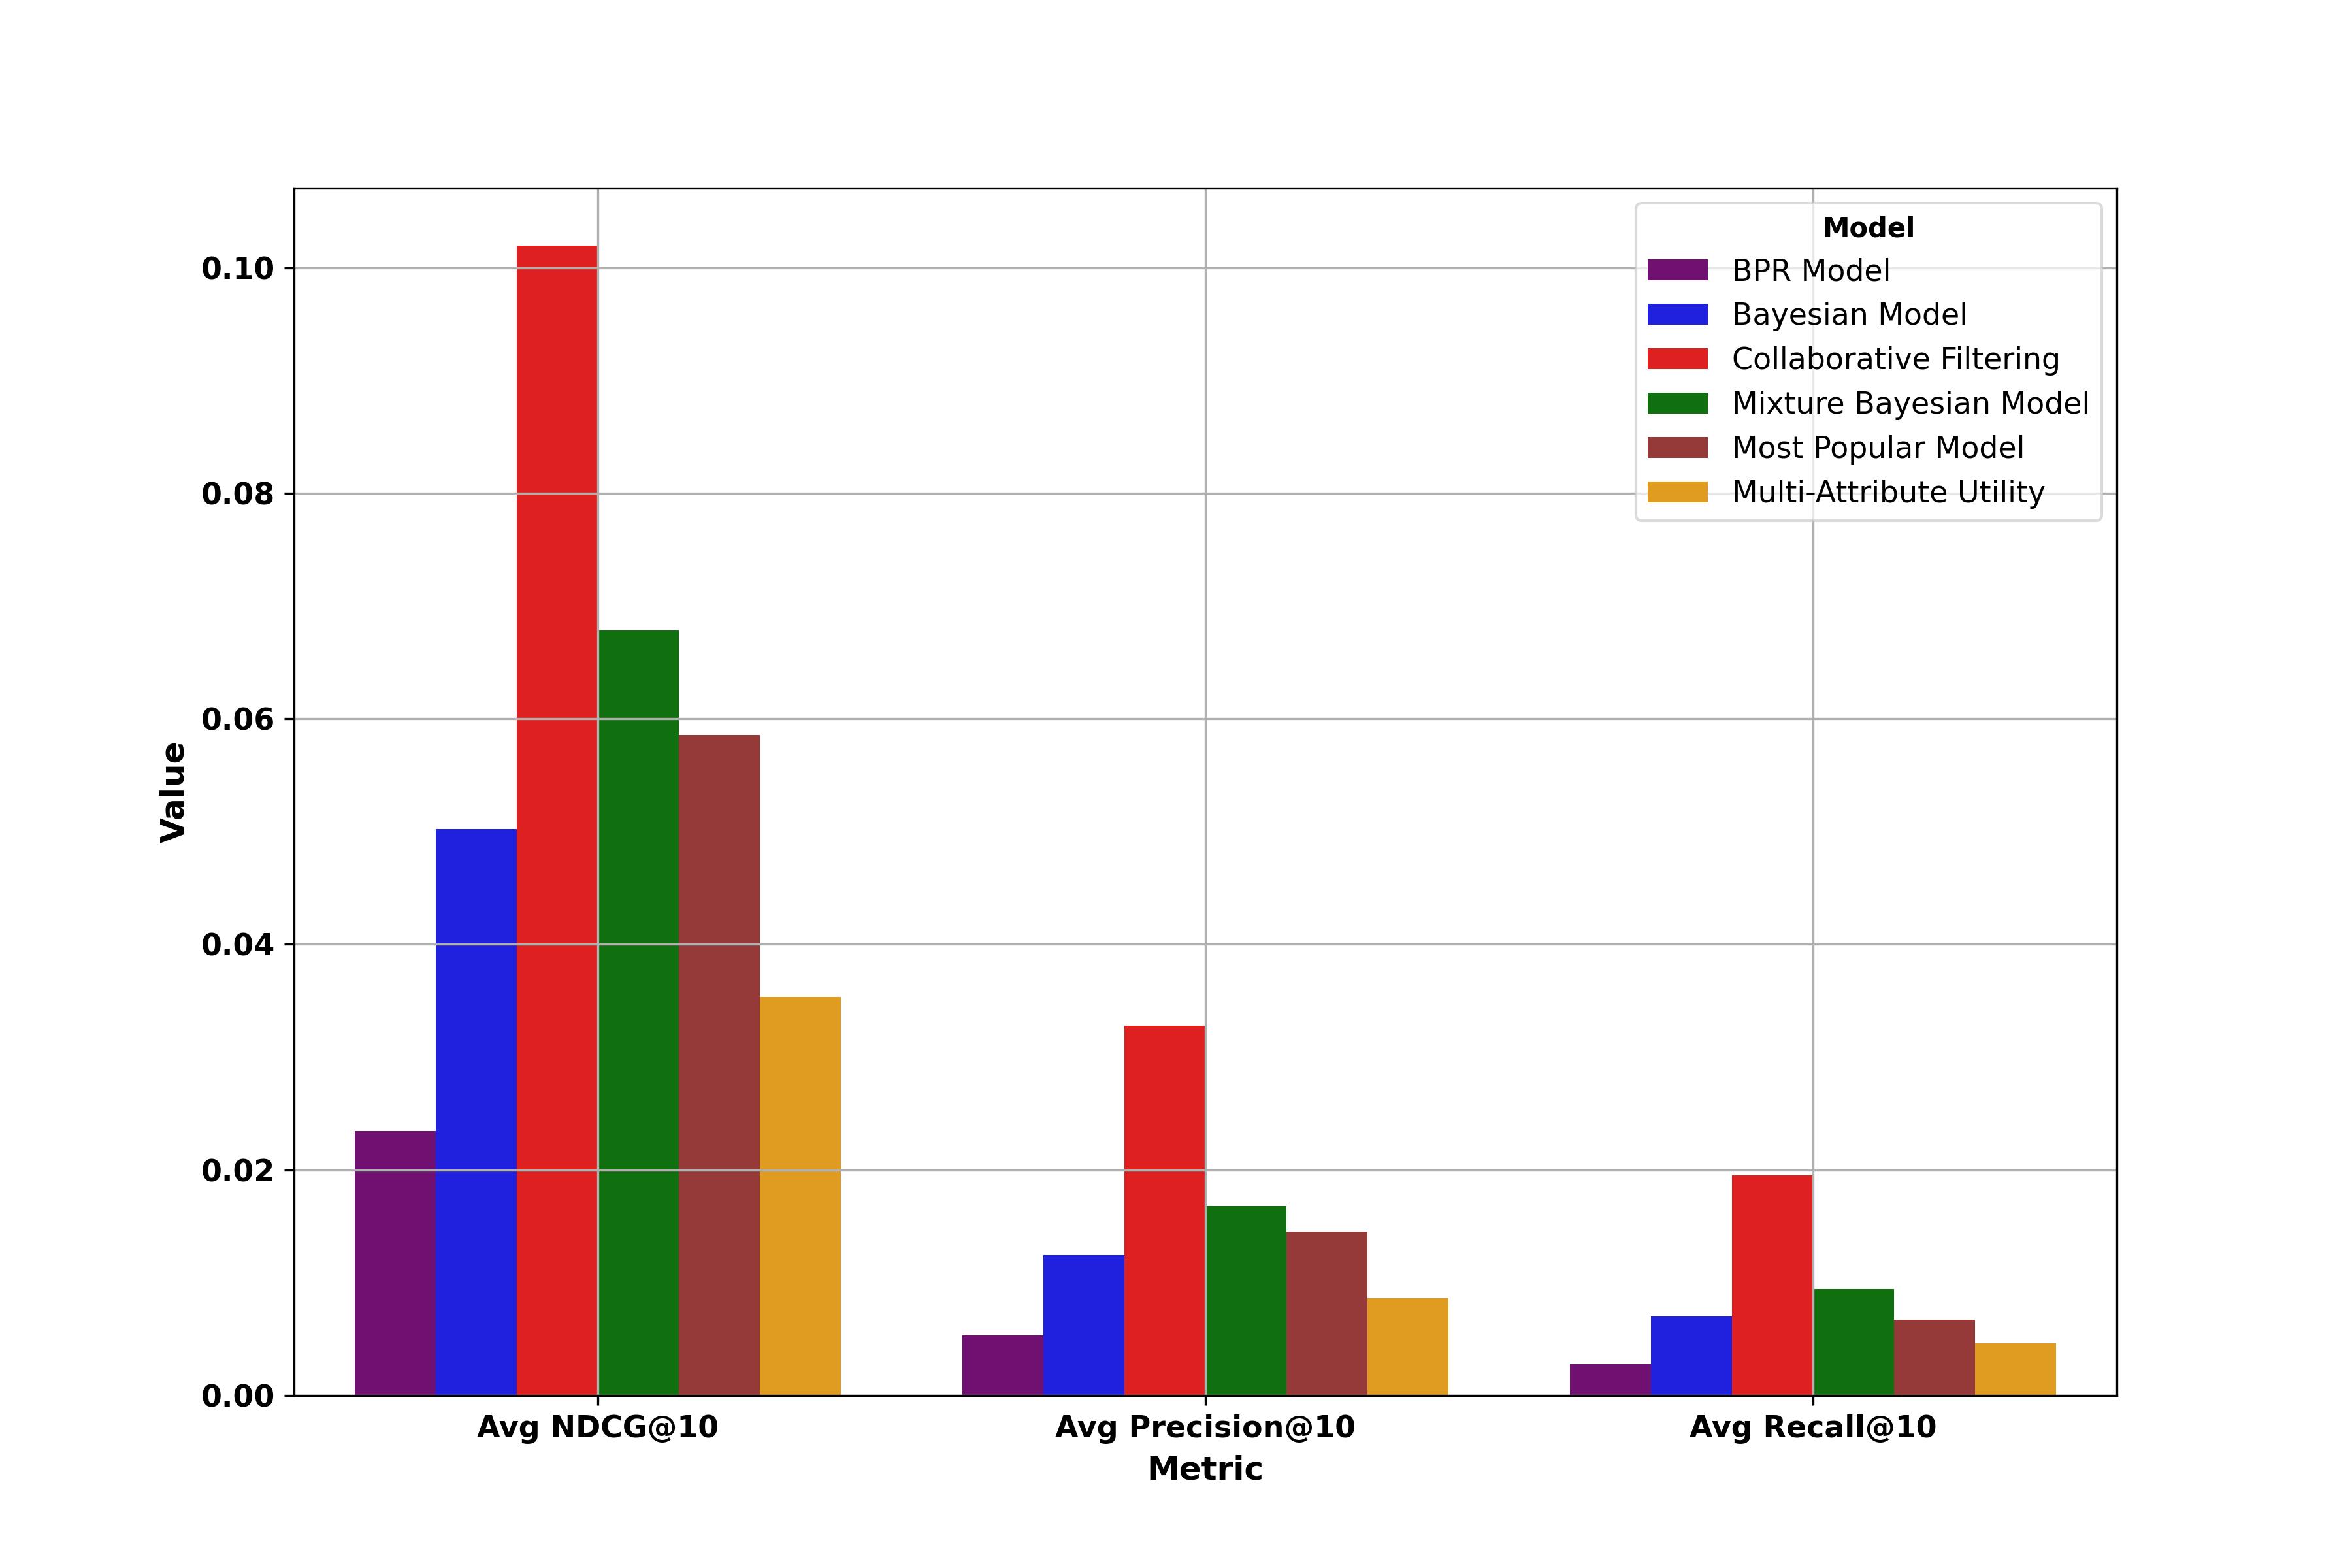 Model
BPR Model
Bayesian Model
Collaborative Filtering
Mixture Bayesian Model
Most Popular Model
Multi-Attribute Utility
0.10
0.08
0.06
0.04
0.02
0.00
Value
Avg NDCG@10
Avg Precision@10
Avg Recall@10
Metric